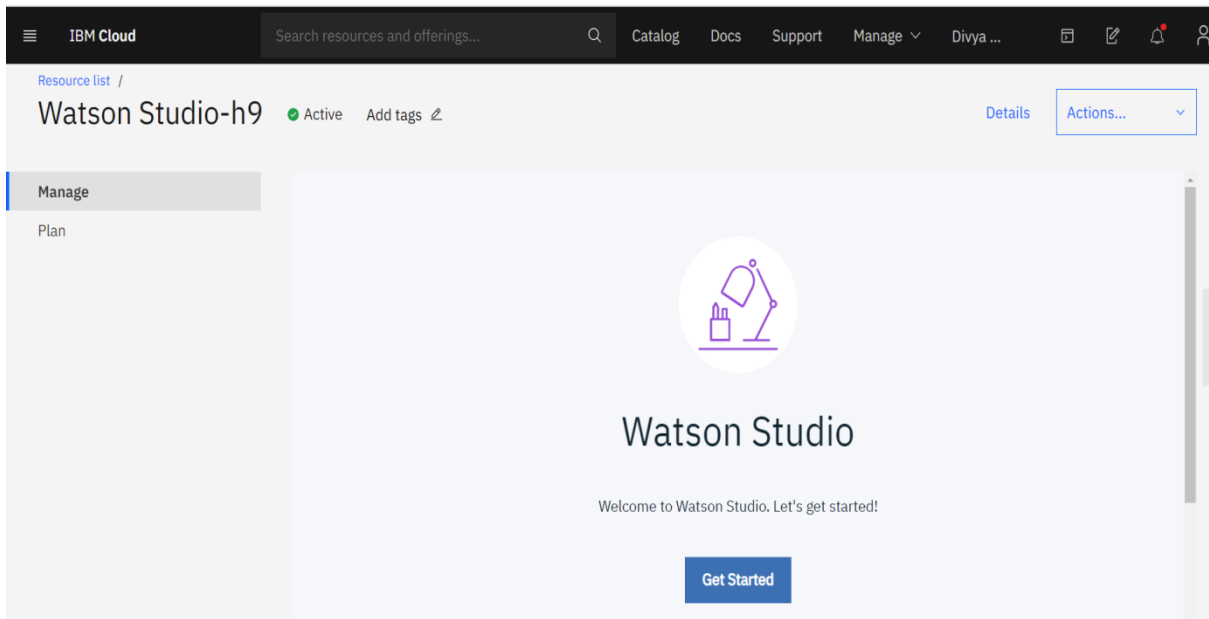 IBM Cloud Search resources and offerings... Catalog Docs Support Manage Divya ...
Resource list /
Watson Studio-h9 Active Add tags Details Actions...
Manage
Plan
Watson Studio
Welcome to Watson Studio. Let's get started!
Get Started